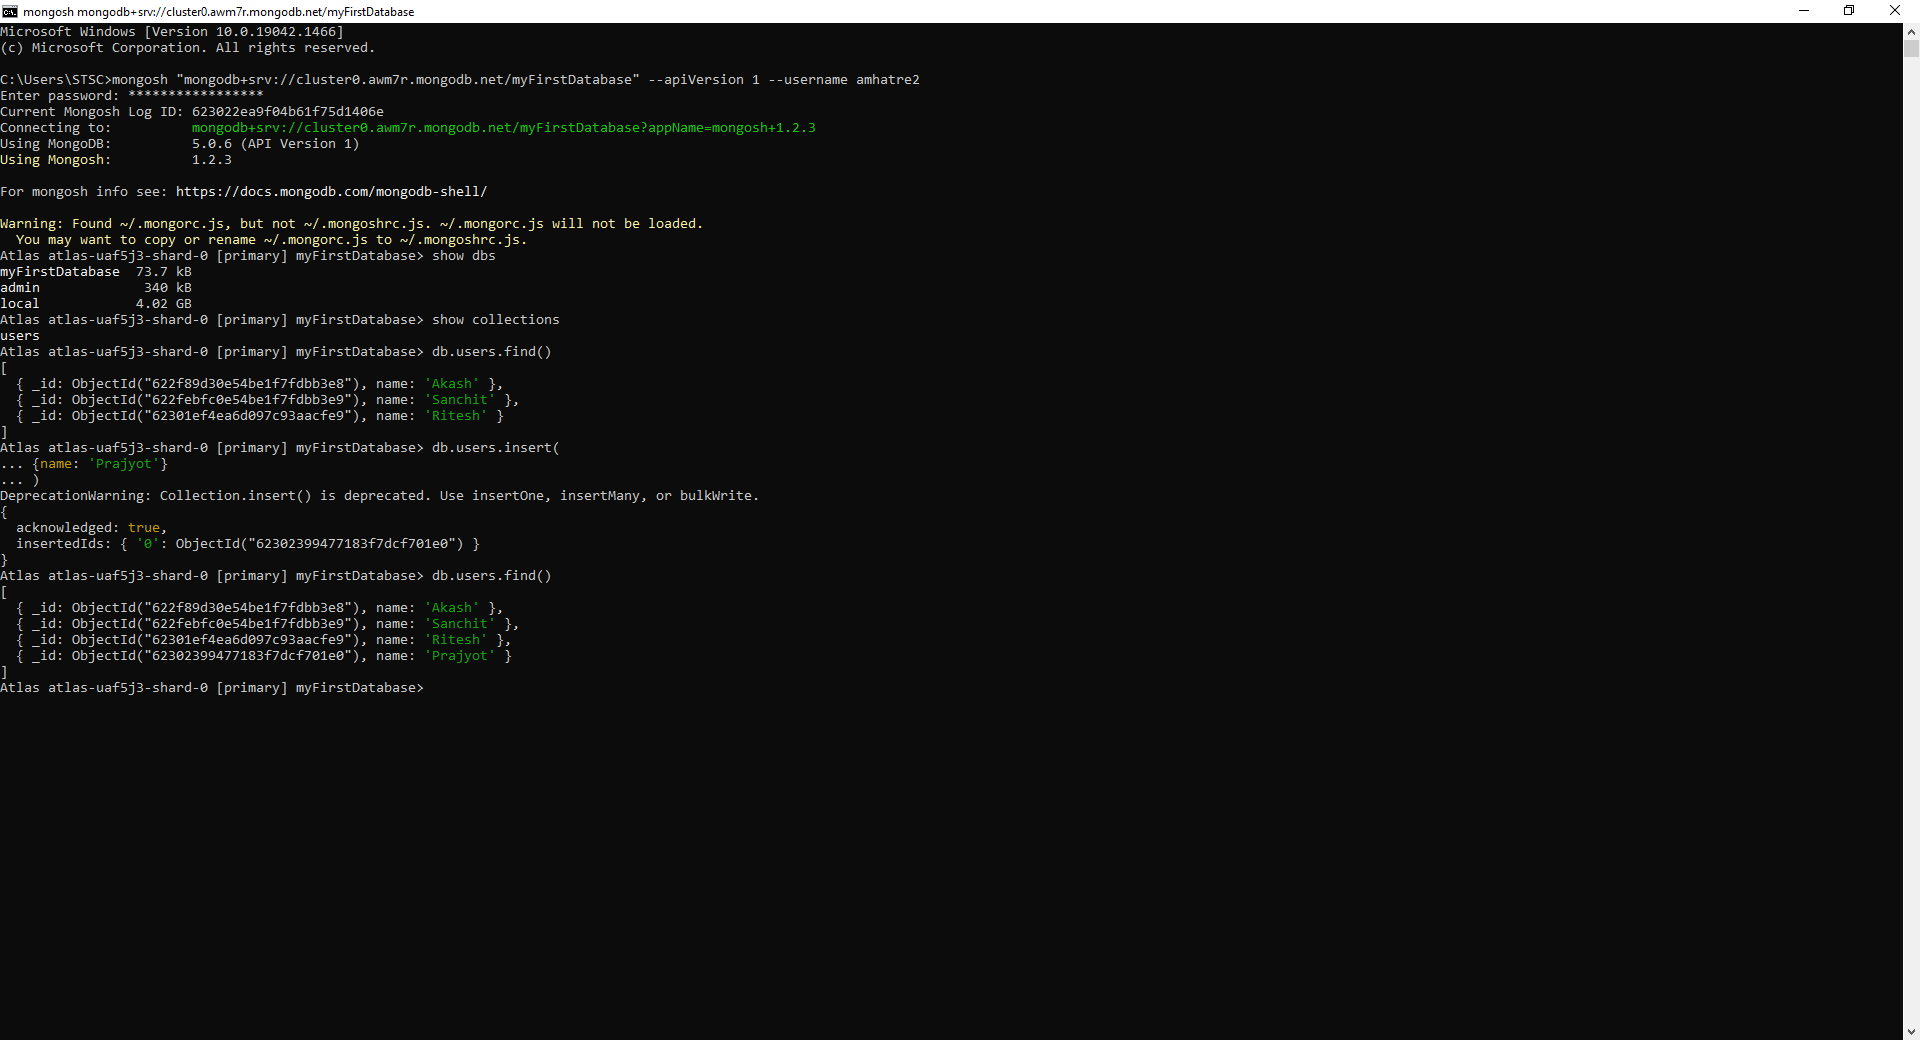 mongosh mongodb+srv://cluster0.awm7r.mongodb.net/myFirstDatabase
Microsoft Windows [Version 10.0.19042.1466]
(c) Microsoft Corporation. All rights reserved.
C:\Users\STSC>mongosh "mongodb+srv://cluster0.awm7r.mongodb.net/myFirstDatabase" --apiVersion 1 --username amhatre2
Enter password: *****************
Current Mongosh Log ID: 623022ea9f04b61f75d1406e
Connecting to:          mongodb+srv://cluster0.awm7r.mongodb.net/myFirstDatabase?appName=mongosh+1.2.3
Using MongoDB:          5.0.6 (API Version 1)
Using Mongosh:          1.2.3
For mongosh info see: https://docs.mongodb.com/mongodb-shell/
Warning: Found ~/.mongorc.js, but not ~/.mongoshrc.js. ~/.mongorc.js will not be loaded.
  You may want to copy or rename ~/.mongorc.js to ~/.mongoshrc.js.
Atlas atlas-uaf5j3-shard-0 [primary] myFirstDatabase> show dbs
myFirstDatabase  73.7 kB
admin             340 kB
local            4.02 GB
Atlas atlas-uaf5j3-shard-0 [primary] myFirstDatabase> show collections
users
Atlas atlas-uaf5j3-shard-0 [primary] myFirstDatabase> db.users.find()
[
  { _id: ObjectId("622f89d30e54be1f7fdbb3e8"), name: 'Akash' },
  { _id: ObjectId("622febfc0e54be1f7fdbb3e9"), name: 'Sanchit' },
  { _id: ObjectId("62301ef4ea6d097c93aacfe9"), name: 'Ritesh' }
]
Atlas atlas-uaf5j3-shard-0 [primary] myFirstDatabase> db.users.insert(
... {name: 'Prajyot'}
... )
DeprecationWarning: Collection.insert() is deprecated. Use insertOne, insertMany, or bulkWrite.
{
  acknowledged: true,
  insertedIds: { '0': ObjectId("62302399477183f7dcf701e0") }
}
Atlas atlas-uaf5j3-shard-0 [primary] myFirstDatabase> db.users.find()
[
  { _id: ObjectId("622f89d30e54be1f7fdbb3e8"), name: 'Akash' },
  { _id: ObjectId("622febfc0e54be1f7fdbb3e9"), name: 'Sanchit' },
  { _id: ObjectId("62301ef4ea6d097c93aacfe9"), name: 'Ritesh' },
  { _id: ObjectId("62302399477183f7dcf701e0"), name: 'Prajyot' }
]
Atlas atlas-uaf5j3-shard-0 [primary] myFirstDatabase>